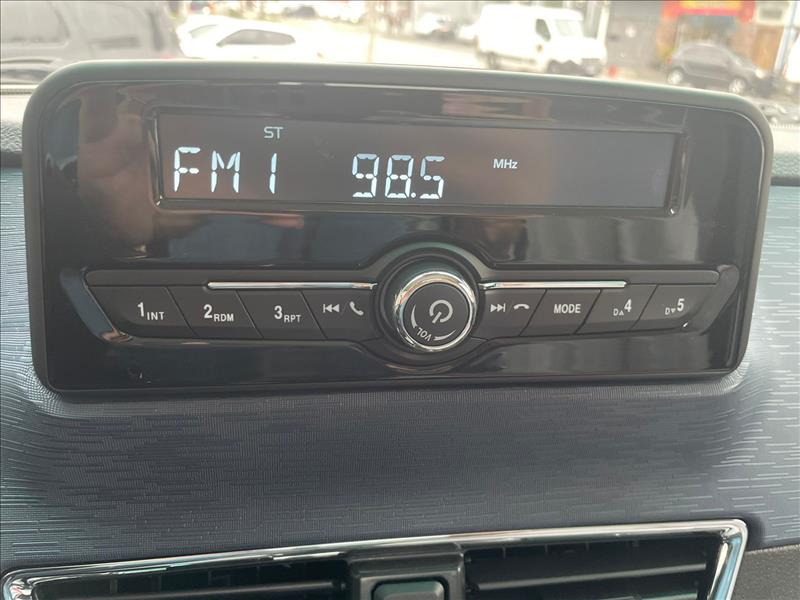 ST
FM1 98.5 MHz
1INT 2RDM 3RPT MODE D▲4 D▼5
VOL